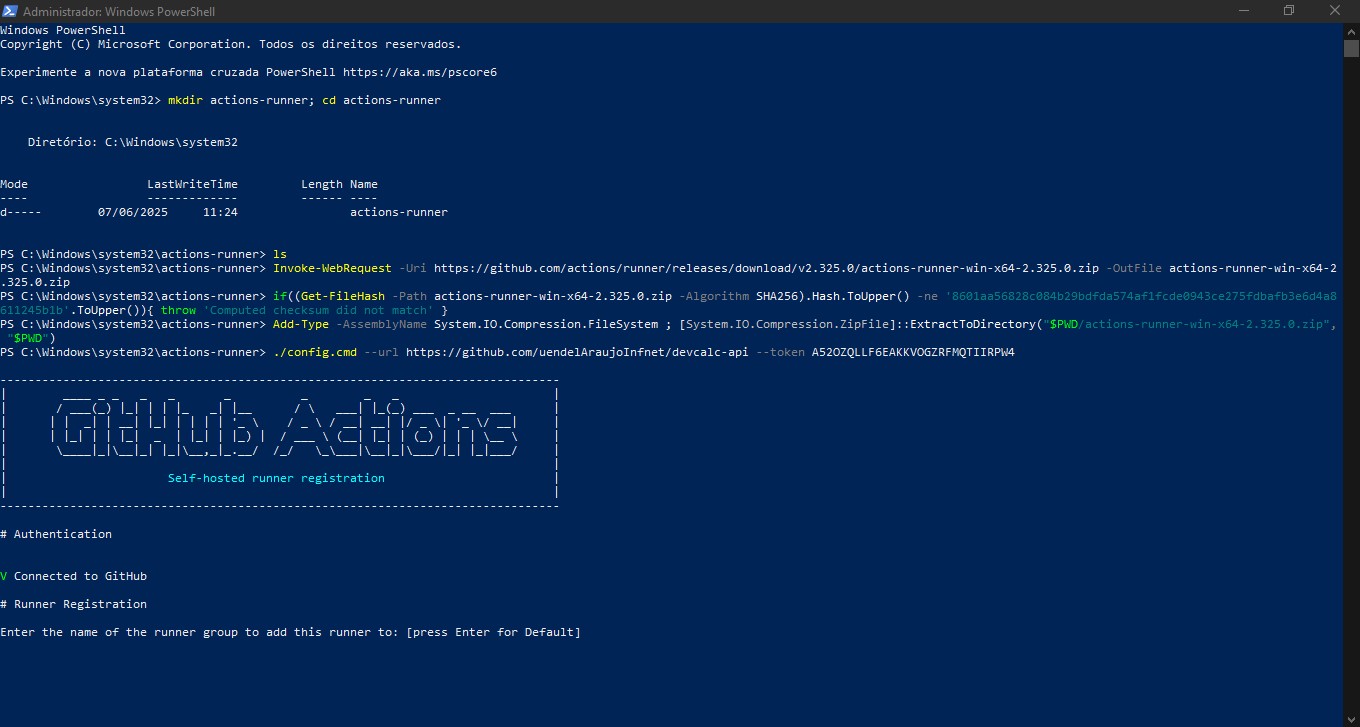 Administrador: Windows PowerShell
Windows PowerShell
Copyright (C) Microsoft Corporation. Todos os direitos reservados.
Experimente a nova plataforma cruzada PowerShell https://aka.ms/pscore6
PS C:\Windows\system32> mkdir actions-runner; cd actions-runner
    Diretório: C:\Windows\system32
Mode                 LastWriteTime         Length Name
----                 -------------         ------ ----
d-----        07/06/2025     11:24                actions-runner
PS C:\Windows\system32\actions-runner> ls
PS C:\Windows\system32\actions-runner> Invoke-WebRequest -Uri https://github.com/actions/runner/releases/download/v2.325.0/actions-runner-win-x64-2.325.0.zip -OutFile actions-runner-win-x64-2
.325.0.zip
PS C:\Windows\system32\actions-runner> if((Get-FileHash -Path actions-runner-win-x64-2.325.0.zip -Algorithm SHA256).Hash.ToUpper() -ne '8601aa56828c084b29bdfda574af1fcde0943ce275fdbafb3e6d4a8
611245b1b'.ToUpper()){ throw 'Computed checksum did not match' }
PS C:\Windows\system32\actions-runner> Add-Type -AssemblyName System.IO.Compression.FileSystem ; [System.IO.Compression.ZipFile]::ExtractToDirectory("$PWD/actions-runner-win-x64-2.325.0.zip",
 "$PWD")
PS C:\Windows\system32\actions-runner> ./config.cmd --url https://github.com/uendelAraujoInfnet/devcalc-api --token A52OZQLLF6EAKKVOGZRFMQTIIRPW4
GitHub Actions
Self-hosted runner registration
# Authentication
V Connected to GitHub
# Runner Registration
Enter the name of the runner group to add this runner to: [press Enter for Default]